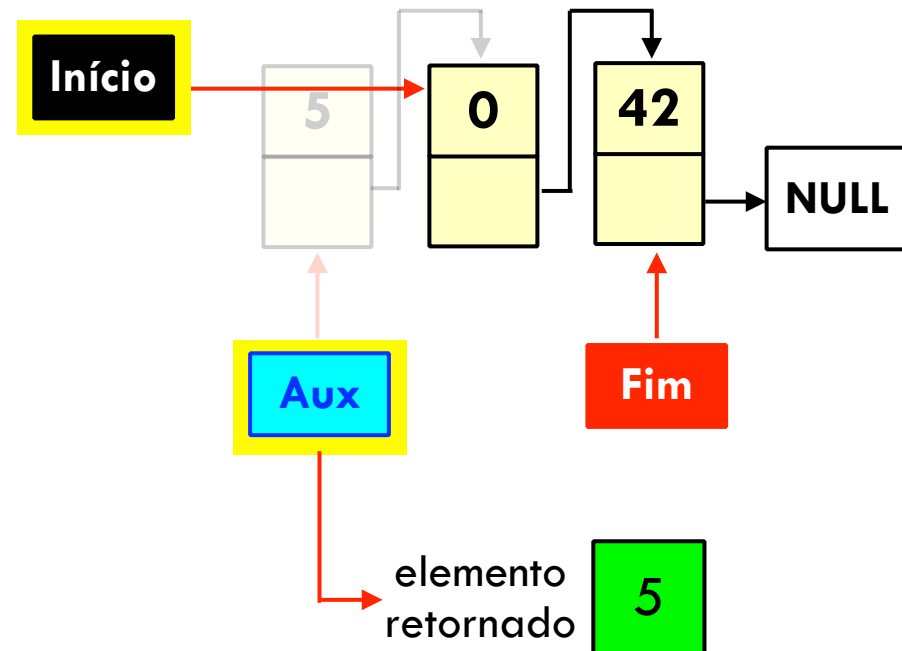 Início
5
0
42
NULL
Aux
Fim
elemento
retornado
5